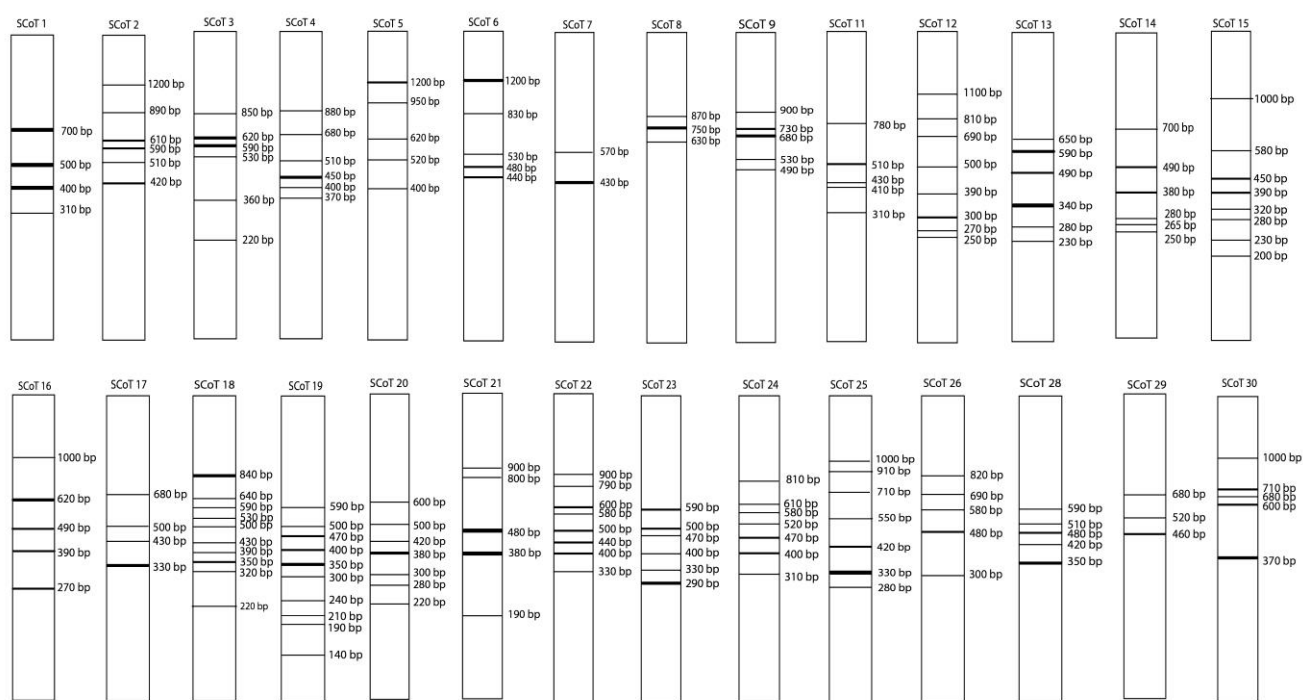 SCoT 1
700 bp
500 bp
400 bp
310 bp
SCoT 2
1200 bp
890 bp
610 bp
590 bp
510 bp
420 bp
SCoT 3
850 bp
620 bp
590 bp
530 bp
360 bp
220 bp
SCoT 4
880 bp
680 bp
510 bp
450 bp
400 bp
370 bp
SCoT 5
1200 bp
950 bp
620 bp
520 bp
400 bp
SCoT 6
1200 bp
830 bp
530 bp
480 bp
440 bp
SCoT 7
570 bp
430 bp
SCoT 8
870 bp
750 bp
630 bp
SCoT 9
900 bp
730 bp
680 bp
530 bp
490 bp
SCoT 11
780 bp
510 bp
430 bp
410 bp
310 bp
SCoT 12
1100 bp
810 bp
690 bp
500 bp
390 bp
300 bp
270 bp
250 bp
SCoT 13
650 bp
590 bp
490 bp
340 bp
280 bp
230 bp
SCoT 14
700 bp
490 bp
380 bp
280 bp
265 bp
250 bp
SCoT 15
1000 bp
580 bp
450 bp
390 bp
320 bp
280 bp
230 bp
200 bp
SCoT 16
1000 bp
620 bp
490 bp
390 bp
270 bp
SCoT 17
680 bp
500 bp
430 bp
330 bp
SCoT 18
840 bp
640 bp
590 bp
530 bp
500 bp
430 bp
390 bp
350 bp
320 bp
220 bp
SCoT 19
590 bp
500 bp
470 bp
400 bp
350 bp
300 bp
240 bp
210 bp
190 bp
140 bp
SCoT 20
600 bp
500 bp
420 bp
380 bp
300 bp
280 bp
220 bp
SCoT 21
900 bp
800 bp
480 bp
380 bp
190 bp
SCoT 22
900 bp
790 bp
600 bp
580 bp
500 bp
440 bp
400 bp
330 bp
SCoT 23
590 bp
500 bp
470 bp
400 bp
330 bp
290 bp
SCoT 24
810 bp
610 bp
580 bp
520 bp
470 bp
400 bp
310 bp
SCoT 25
1000 bp
910 bp
710 bp
550 bp
420 bp
330 bp
280 bp
SCoT 26
820 bp
690 bp
580 bp
480 bp
300 bp
SCoT 28
590 bp
510 bp
480 bp
420 bp
350 bp
SCoT 29
680 bp
520 bp
460 bp
SCoT 30
1000 bp
710 bp
680 bp
600 bp
370 bp